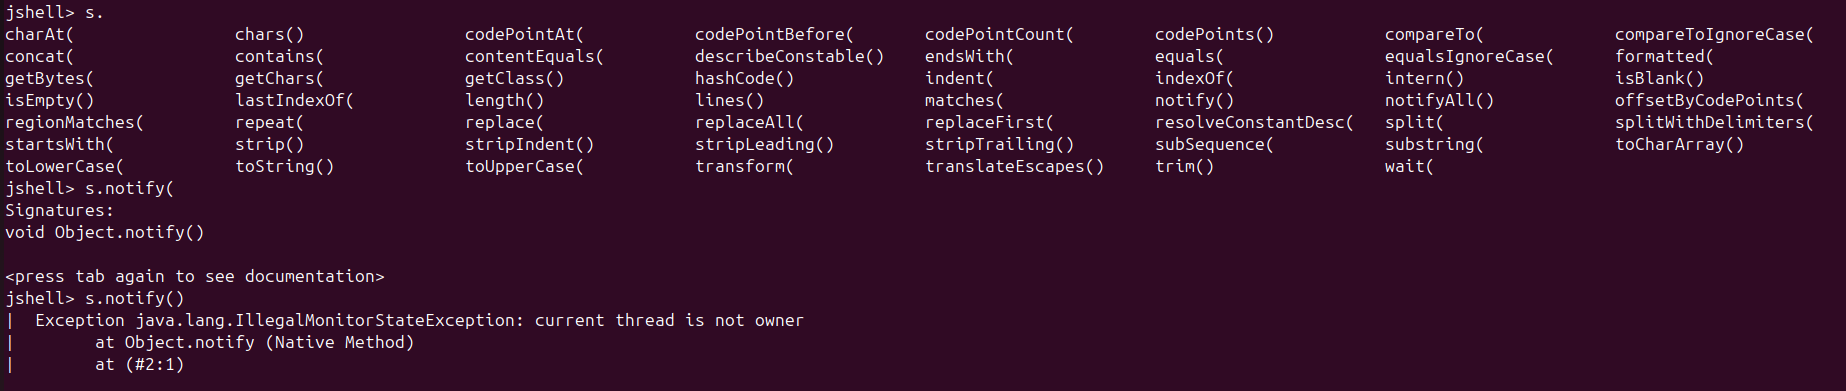 jshell> s.
charAt( chars() codePointAt( codePointBefore( codePointCount( codePoints() compareTo( compareToIgnoreCase(
concat( contains( contentEquals( describeConstable() endsWith( equals( equalsIgnoreCase( formatted(
getBytes( getChars( getClass() hashCode() indent( indexOf( intern() isBlank()
isEmpty() lastIndexOf( length() lines() matches( notify() notifyAll() offsetByCodePoints(
regionMatches( repeat( replace( replaceAll( replaceFirst( resolveConstantDesc( split( splitWithDelimiters(
startsWith( strip() stripIndent() stripLeading() stripTrailing() subSequence( substring( toCharArray()
toLowerCase( toString() toUpperCase( transform( translateEscapes() trim() wait(
jshell> s.notify(
Signatures:
void Object.notify()

<press tab again to see documentation>
jshell> s.notify()
|  Exception java.lang.IllegalMonitorStateException: current thread is not owner
|        at Object.notify (Native Method)
|        at (#2:1)